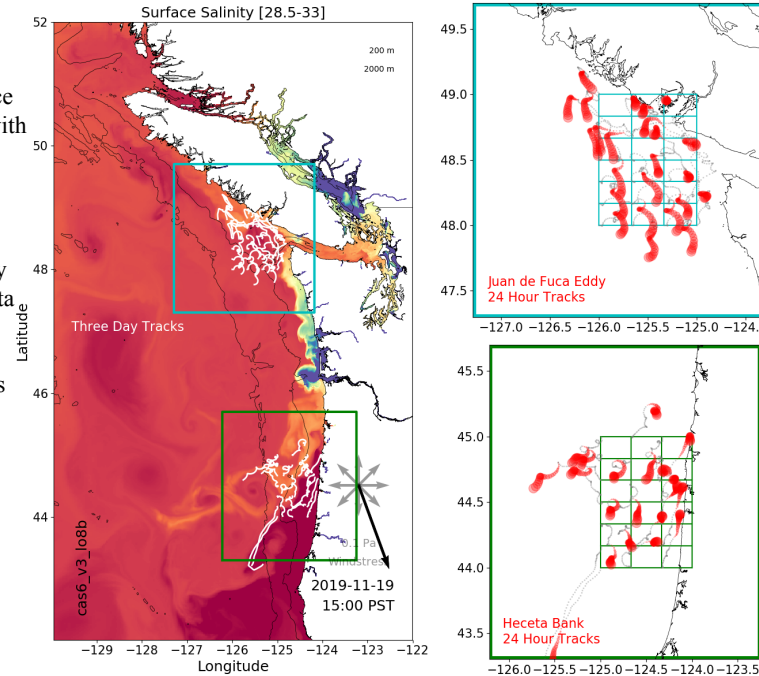 Surface Salinity [28.5-33]
ce
with
y
ta
s
200 m
2000 m
Three Day Tracks
cas6_v3_lo8b
0.1 Pa
Windstress
2019-11-19
15:00 PST
52
50
48
46
44
Latitude
−129 −128 −127 −126 −125 −124 −123 −122
Longitude
49.5
49.0
48.5
48.0
47.5
Juan de Fuca Eddy
24 Hour Tracks
−127.0 −126.5 −126.0 −125.5 −125.0 −124.
45.5
45.0
44.5
44.0
43.5
Heceta Bank
24 Hour Tracks
−126.0 −125.5 −125.0 −124.5 −124.0 −123.5